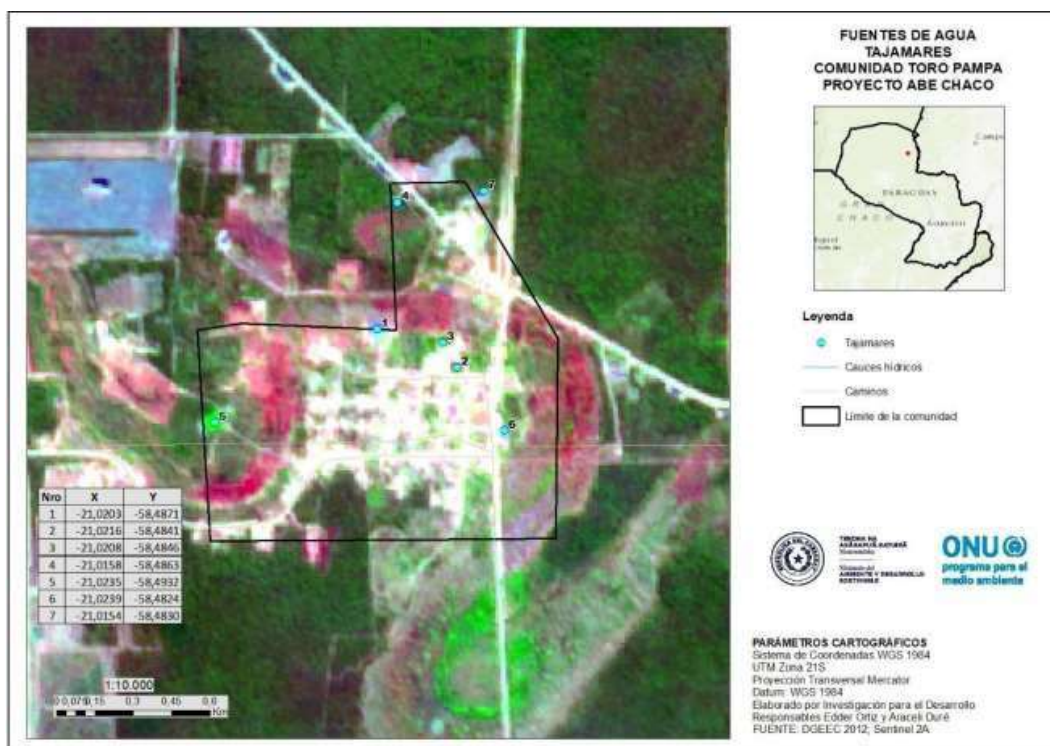 FUENTES DE AGUA
TAJAMARES
COMUNIDAD TORO PAMPA
PROYECTO ABE CHACO
PARAGUAY
CHACO
Asunción
Leyenda
Tajamares
Cauces hídricos
Caminos
Límite de la comunidad
7
4
1
3
2
5
6
Nro X Y
1 -21,0203 -58,4871
2 -21,0216 -58,4841
3 -21,0208 -58,4846
4 -21,0158 -58,4863
5 -21,0235 -58,4932
6 -21,0239 -58,4824
7 -21,0154 -58,4830
1:10.000
0 0,075 0,15 0,3 0,45 0,6
Km
ONU
programa para el
medio ambiente
PARÁMETROS CARTOGRÁFICOS
Sistema de Coordenadas WGS 1984
UTM Zona 21S
Proyección Transversal Mercator
Datum: WGS 1984
Elaborado por Investigación para el Desarrollo
Responsables Edder Ortiz y Araceli Duré
FUENTE: DGEEC 2012; Sentinel 2A